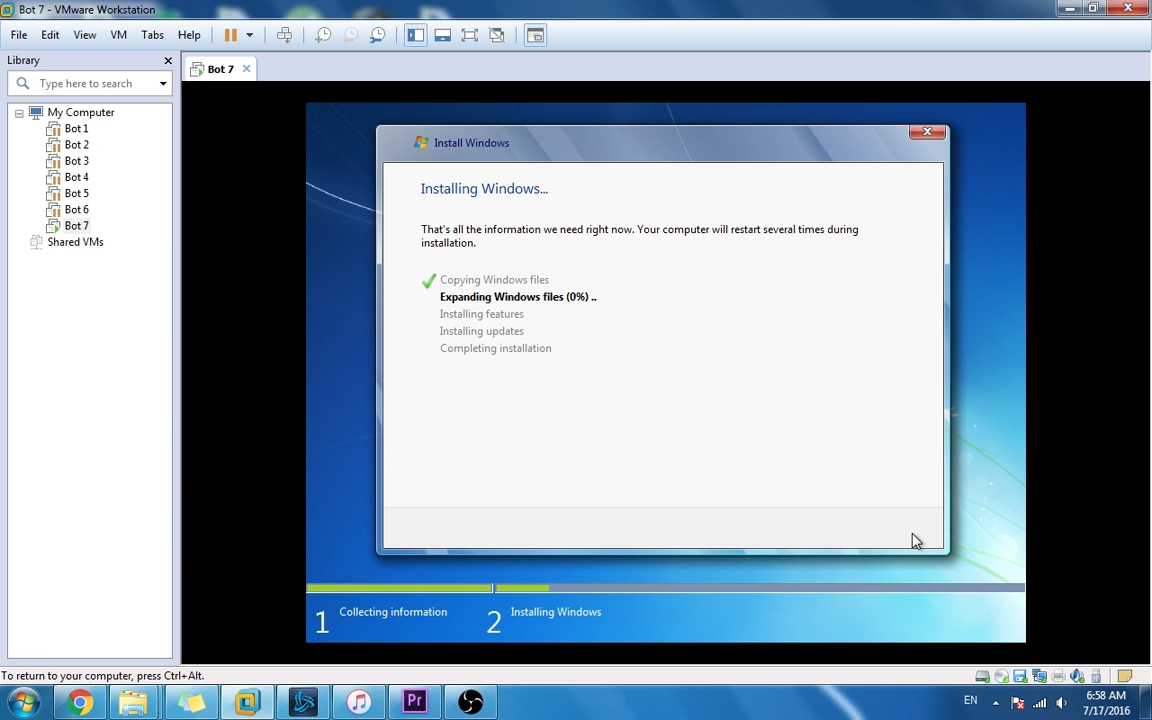 Bot 7 - VMware Workstation
File Edit View VM Tabs Help
Library
Type here to search
My Computer
Bot 1
Bot 2
Bot 3
Bot 4
Bot 5
Bot 6
Bot 7
Shared VMs
Bot 7
Install Windows
Installing Windows...
That's all the information we need right now. Your computer will restart several times during
installation.
Copying Windows files
Expanding Windows files (0%) ..
Installing features
Installing updates
Completing installation
1 Collecting information 2 Installing Windows
To return to your computer, press Ctrl+Alt.
Pr
EN
6:58 AM
7/17/2016